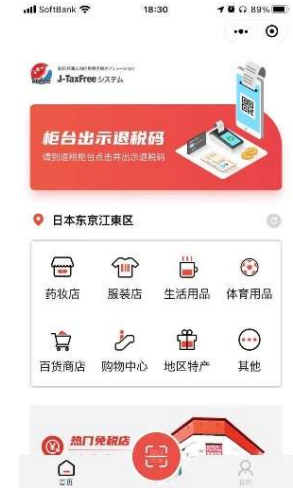 SoftBank 18:30 89%
J-TaxFree システム
柜台出示退税码
请到退税柜台点击并出示退税码
日本东京江東区
药妆店 服装店 生活用品 体育用品
百货商店 购物中心 地区特产 其他
热门免税店
首页 我的